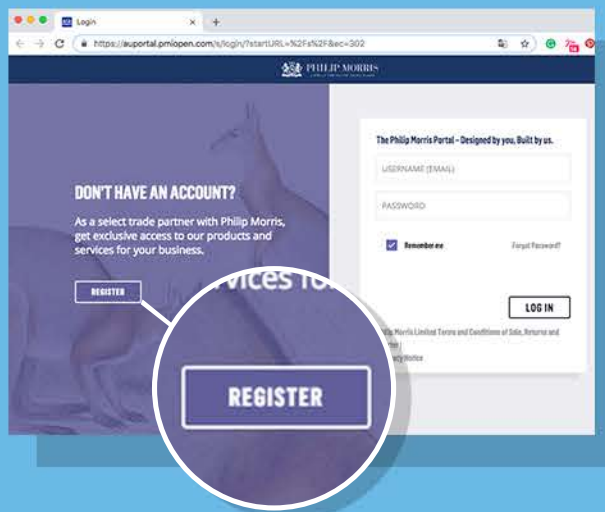 Login
https://auportal.pmiopen.com/s/login/?startURL=%2Fs%2F&ec=302
PHILIP MORRIS
DON'T HAVE AN ACCOUNT?
As a select trade partner with Philip Morris,
get exclusive access to our products and
services for your business.
REGISTER
The Philip Morris Portal – Designed by you, Built by us.
USERNAME (EMAIL)
PASSWORD
Remember me
Forgot Password?
LOG IN
Morris Limited Terms and Conditions of Sale, Returns and
Notice
REGISTER